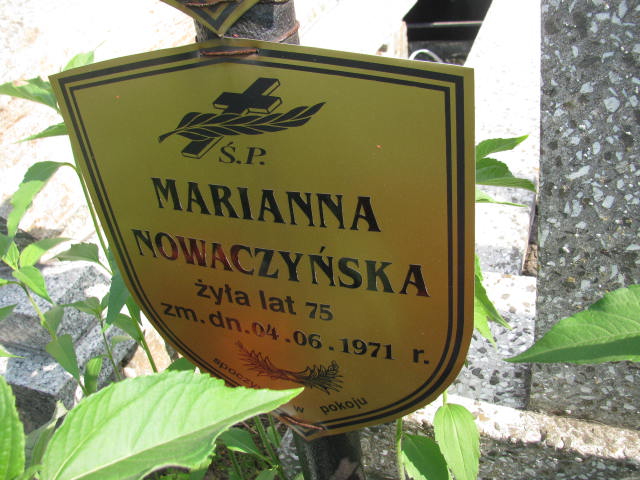 Ś.P.
MARIANNA
NOWACZYŃSKA
żyła lat 75
zm. dn. 04.06.1971 r.
w pokoju